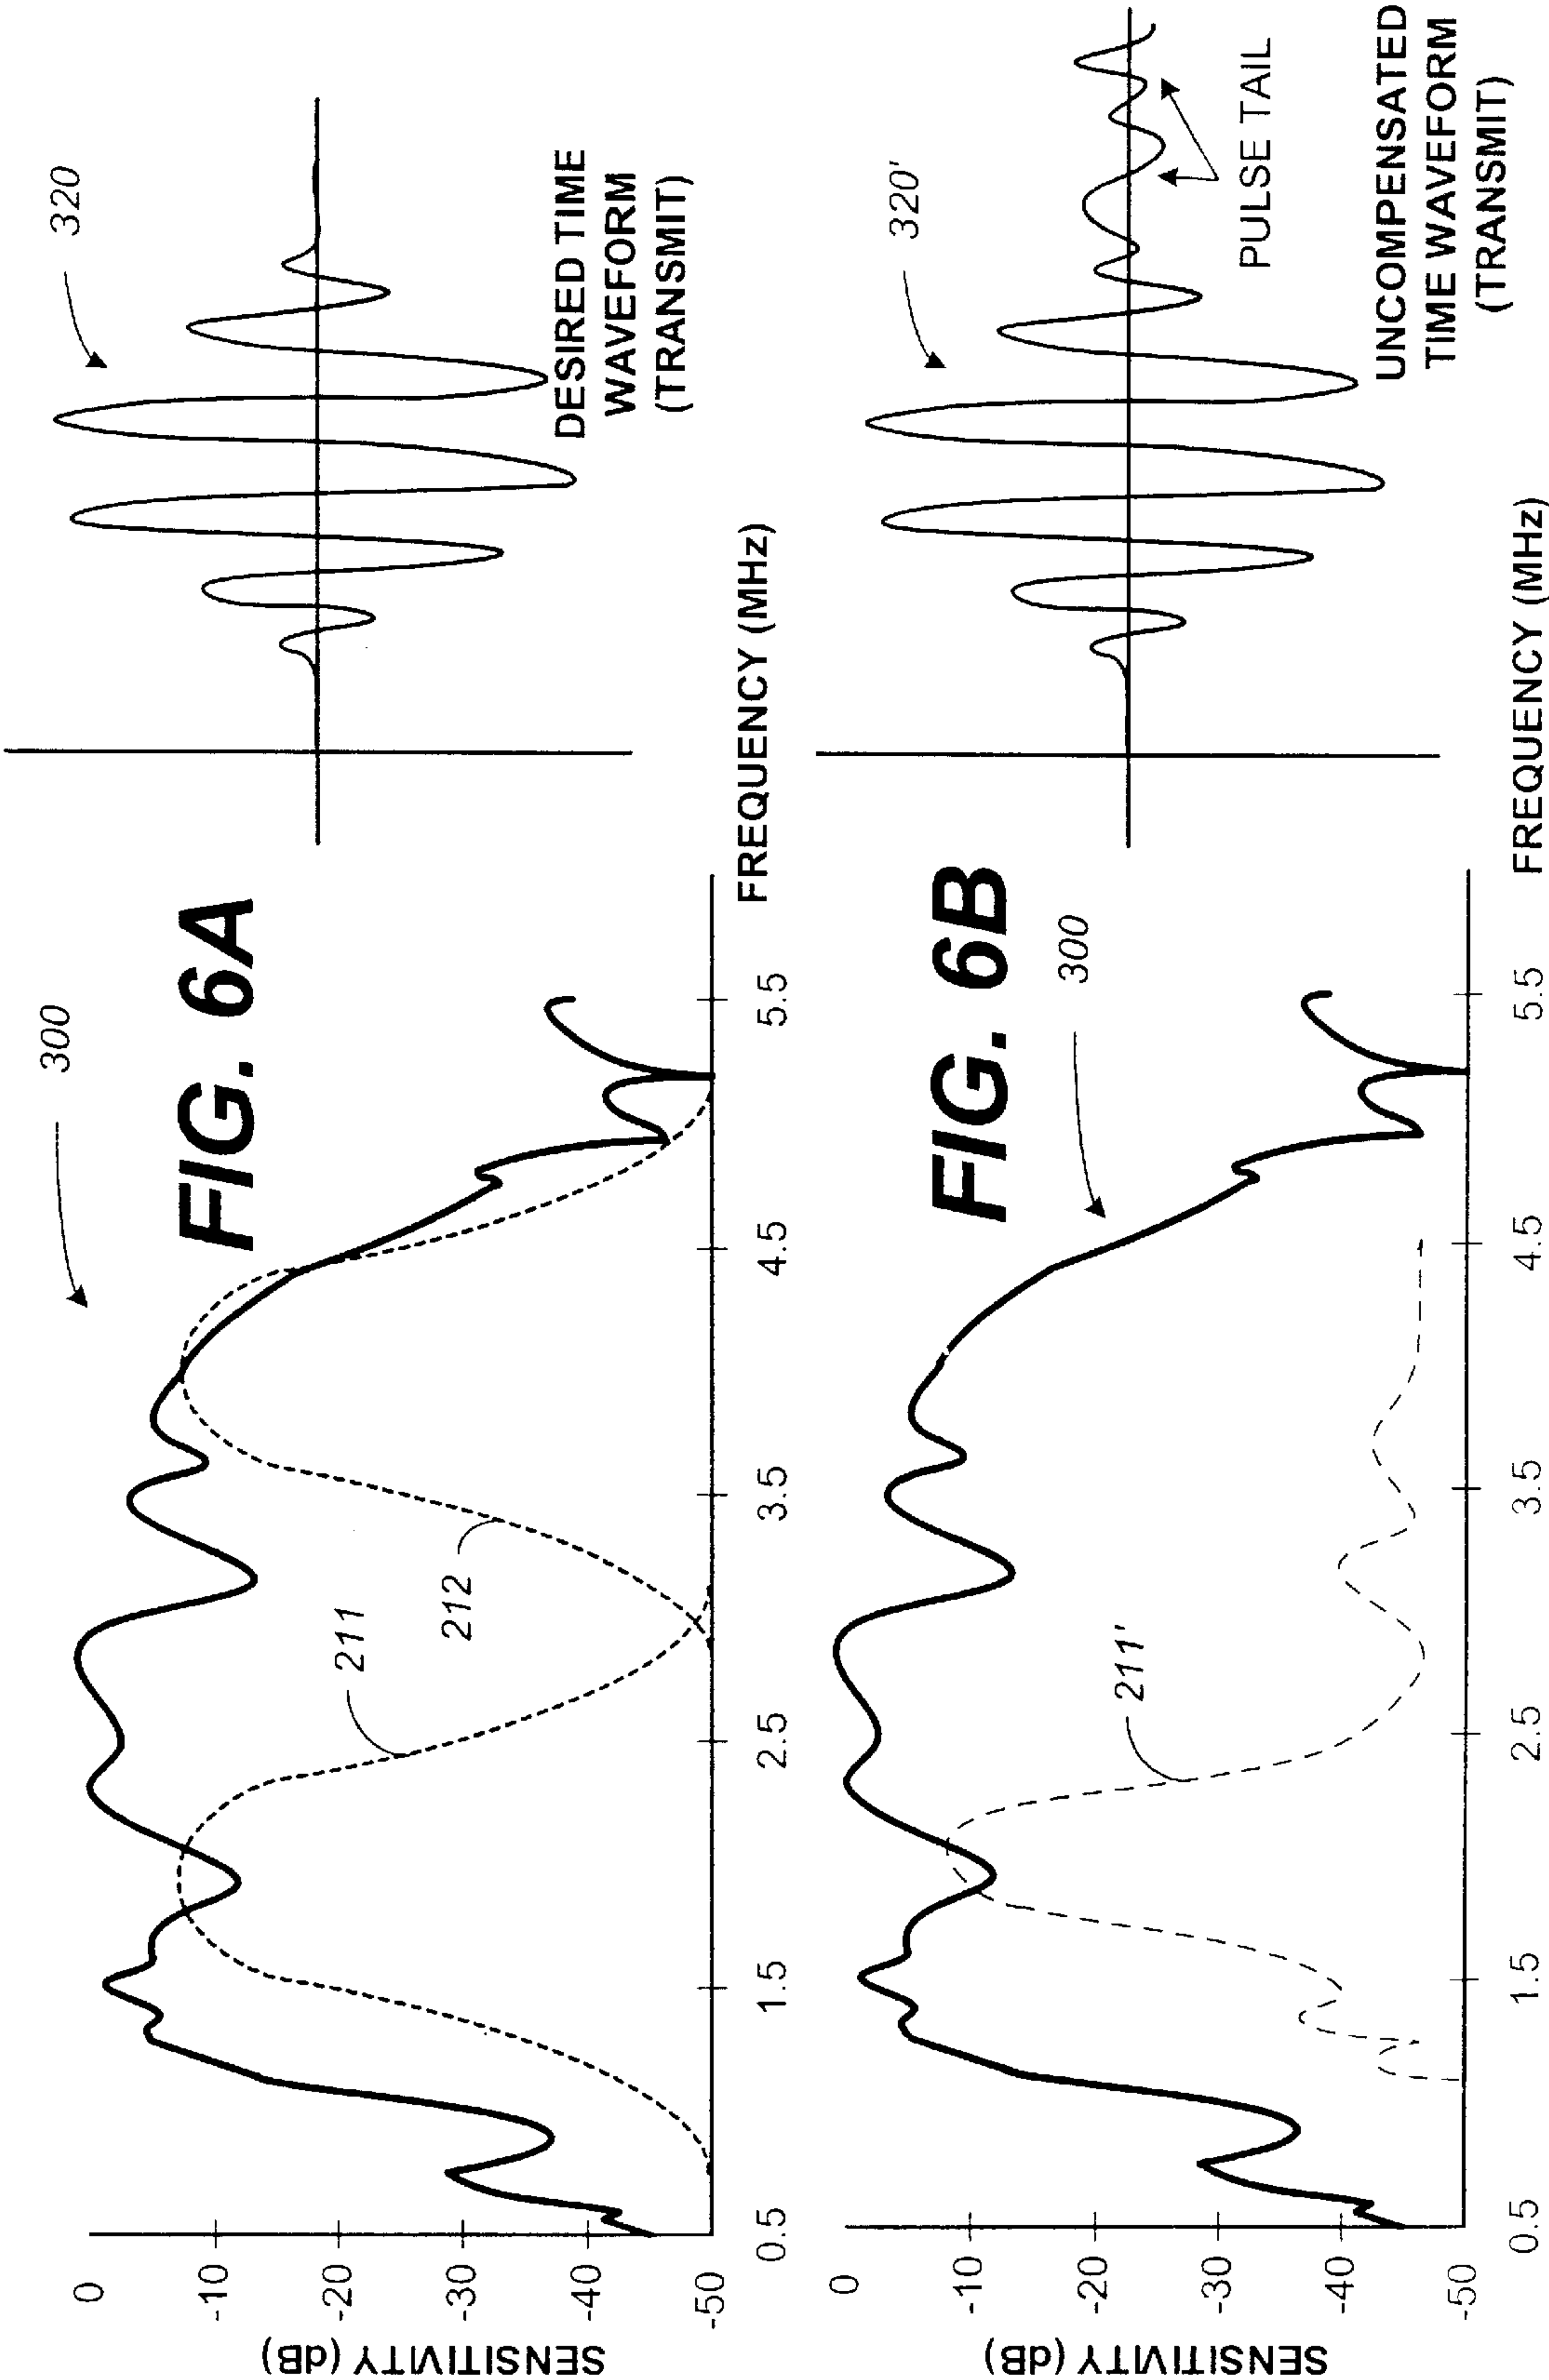 FIG. 6A
300
SENSITIVITY (dB)
0
-10
-20
-30
-40
-50
0.5
1.5
2.5
3.5
4.5
5.5
FREQUENCY (MHz)
211
212
320
DESIRED TIME
WAVEFORM
(TRANSMIT)
FIG. 6B
300
SENSITIVITY (dB)
0
-10
-20
-30
-40
-50
0.5
1.5
2.5
3.5
4.5
5.5
FREQUENCY (MHz)
211'
320'
PULSE TAIL
UNCOMPENSATED
TIME WAVEFORM
(TRANSMIT)